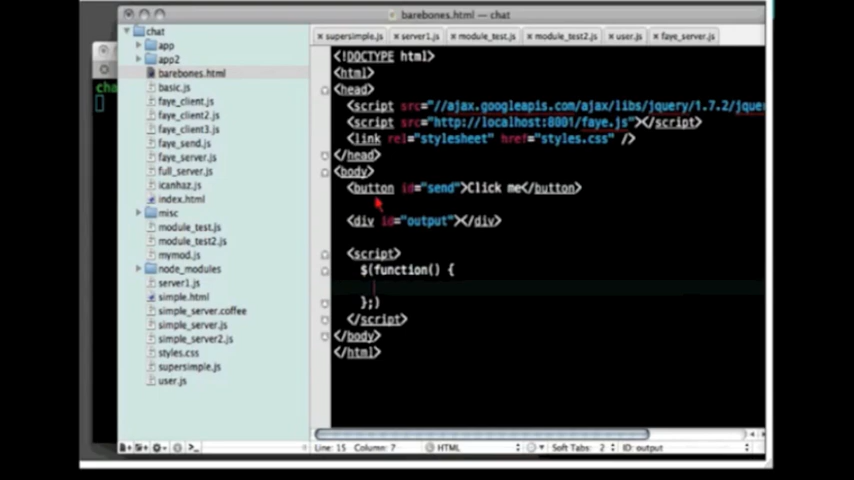 barebones.html — chat
chat
app
app2
barebones.html
basic.js
faye_client.js
faye_client2.js
faye_client3.js
faye_send.js
faye_server.js
full_server.js
icanhaz.js
index.html
misc
module_test.js
module_test2.js
mymod.js
node_modules
server1.js
simple.html
simple_server.coffee
simple_server.js
simple_server2.js
styles.css
supersimple.js
user.js
cha
× supersimple.js × server1.js × module_test.js × module_test2.js × user.js × faye_server.js
<!DOCTYPE html>
<html>
<head>
<script src="//ajax.googleapis.com/ajax/libs/jquery/1.7.2/jque
<script src="http://localhost:8001/faye.js"></script>
<link rel="stylesheet" href="styles.css" />
</head>
<body>
<button id="send">Click me</button>
<div id="output"></div>
<script>
$(function() {
};)
</script>
</body>
</html>
Line: 15 Column: 7 HTML Soft Tabs: 2 ID: output